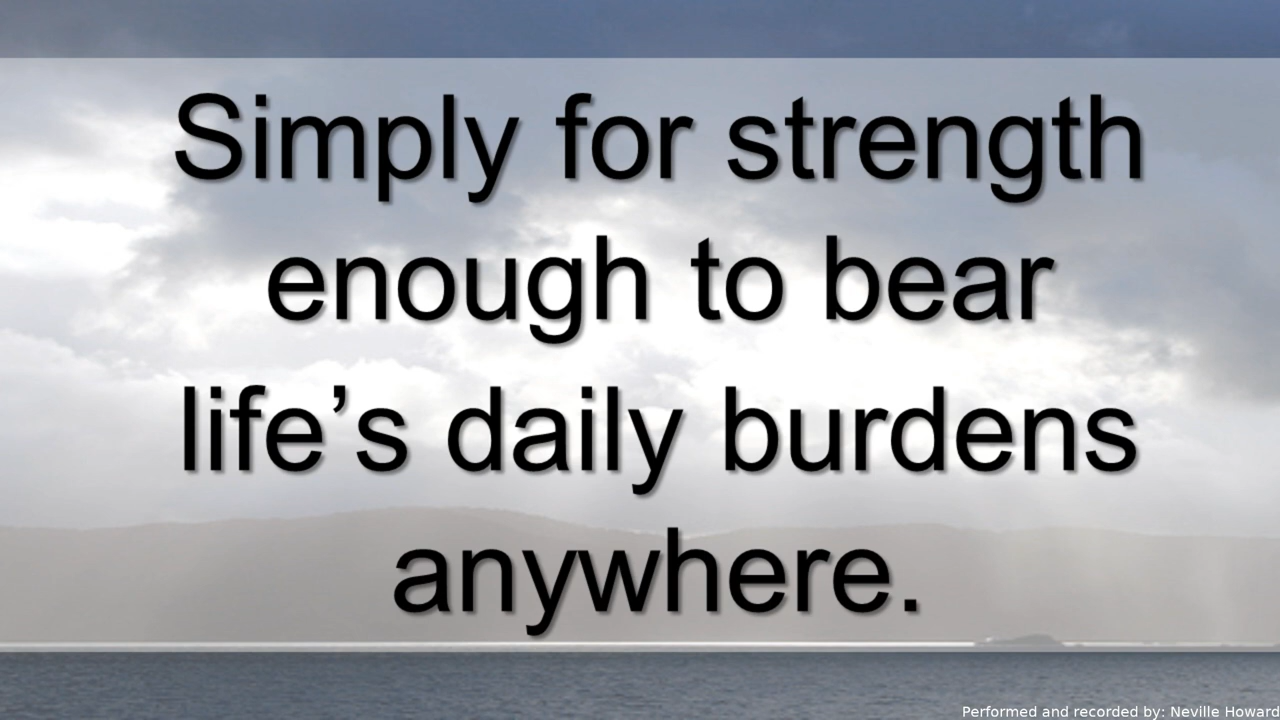 Simply for strength
enough to bear
life’s daily burdens
anywhere.
Performed and recorded by: Neville Howard